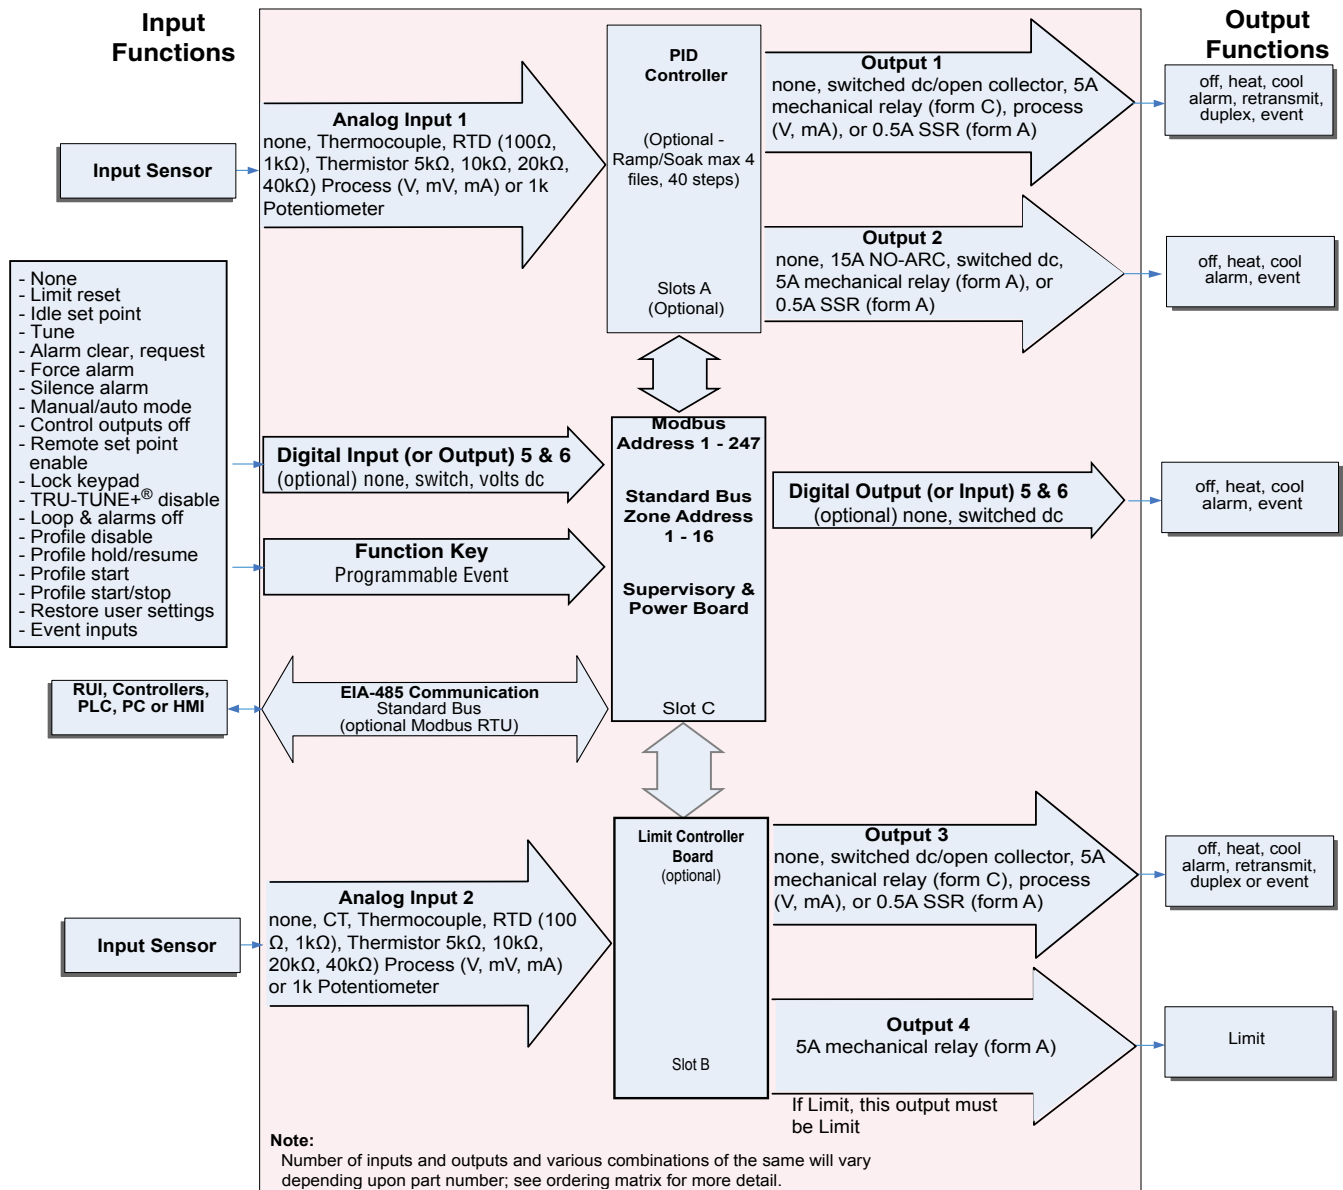 Input
Functions
Output
Functions
Input Sensor
Analog Input 1
none, Thermocouple, RTD (100Ω,
1kΩ), Thermistor 5kΩ, 10kΩ, 20kΩ,
40kΩ) Process (V, mV, mA) or 1k
Potentiometer
PID
Controller
(Optional -
Ramp/Soak max 4
files, 40 steps)
Slots A
(Optional)
Output 1
none, switched dc/open collector, 5A
mechanical relay (form C), process
(V, mA), or 0.5A SSR (form A)
off, heat, cool
alarm, retransmit,
duplex, event
Output 2
none, 15A NO-ARC, switched dc,
5A mechanical relay (form A), or
0.5A SSR (form A)
off, heat, cool
alarm, event
- None
- Limit reset
- Idle set point
- Tune
- Alarm clear, request
- Force alarm
- Silence alarm
- Manual/auto mode
- Control outputs off
- Remote set point
enable
- Lock keypad
- TRU-TUNE+® disable
- Loop & alarms off
- Profile disable
- Profile hold/resume
- Profile start
- Profile start/stop
- Restore user settings
- Event inputs
Digital Input (or Output) 5 & 6
(optional) none, switch, volts dc
Function Key
Programmable Event
Modbus
Address 1 - 247
Standard Bus
Zone Address
1 - 16
Supervisory &
Power Board
Slot C
Digital Output (or Input) 5 & 6
(optional) none, switched dc
off, heat, cool
alarm, event
RUI, Controllers,
PLC, PC or HMI
EIA-485 Communication
Standard Bus
(optional Modbus RTU)
Input Sensor
Analog Input 2
none, CT, Thermocouple, RTD (100
Ω, 1kΩ), Thermistor 5kΩ, 10kΩ,
20kΩ, 40kΩ) Process (V, mV, mA)
or 1k Potentiometer
Limit Controller
Board
(optional)
Slot B
Output 3
none, switched dc/open collector, 5A
mechanical relay (form C), process
(V, mA), or 0.5A SSR (form A)
off, heat, cool
alarm, retransmit,
duplex or event
Output 4
5A mechanical relay (form A)
If Limit, this output must
be Limit
Limit
Note:
Number of inputs and outputs and various combinations of the same will vary
depending upon part number; see ordering matrix for more detail.